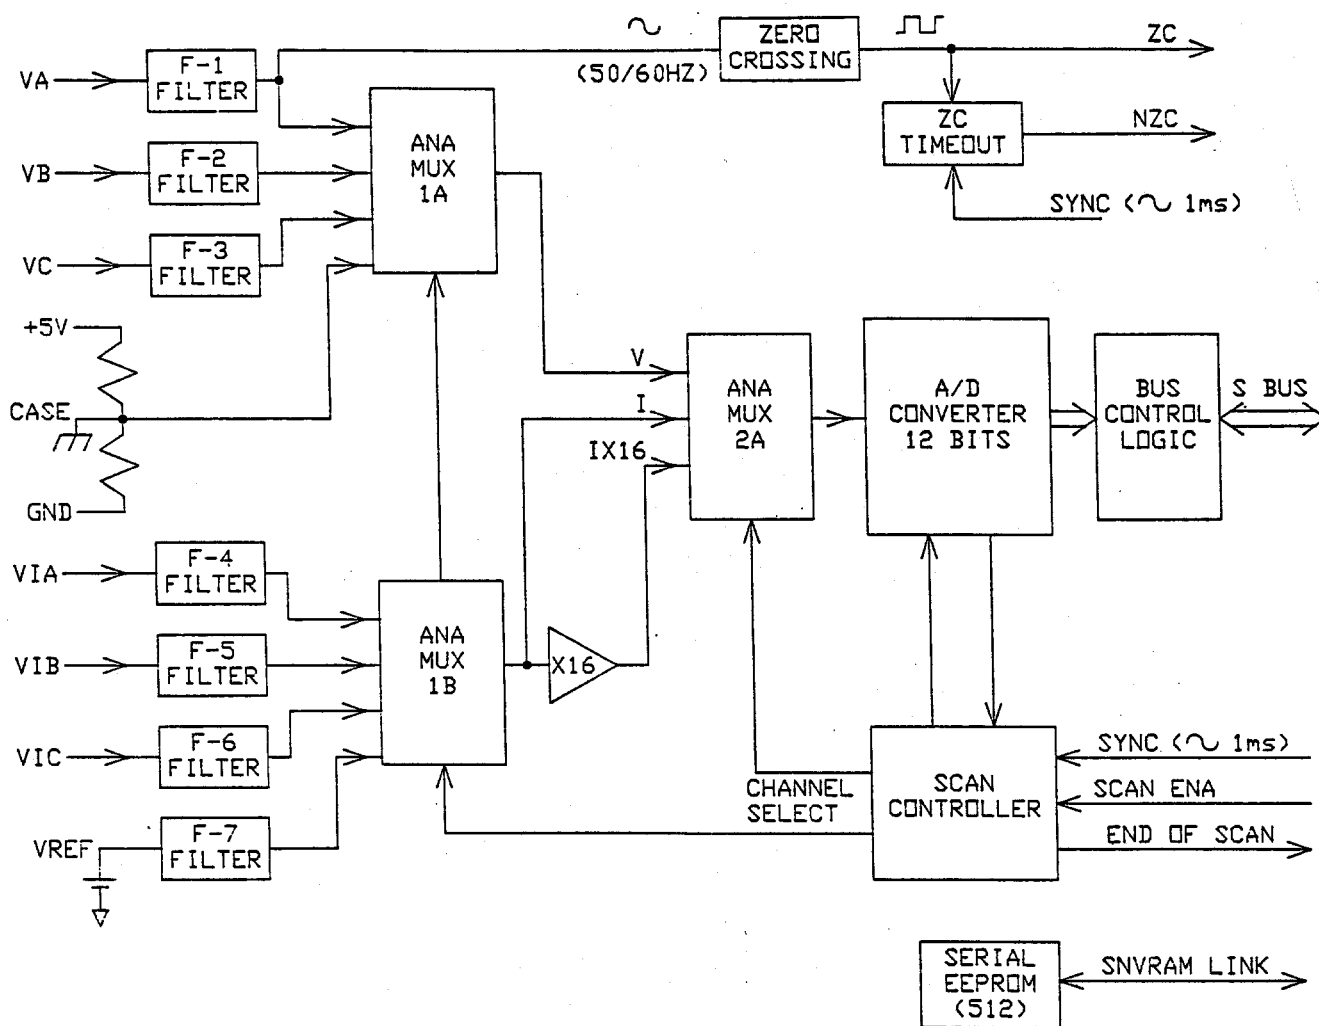 VA
F-1
FILTER
(50/60HZ)
ZERO
CROSSING
ZC
ZC
TIMEOUT
NZC
SYNC (∿ 1ms)
VB
F-2
FILTER
VC
F-3
FILTER
ANA
MUX
1A
+5V
CASE
GND
V
I
IX16
ANA
MUX
2A
A/D
CONVERTER
12 BITS
BUS
CONTROL
LOGIC
S BUS
VIA
F-4
FILTER
VIB
F-5
FILTER
VIC
F-6
FILTER
VREF
F-7
FILTER
ANA
MUX
1B
X16
CHANNEL
SELECT
SCAN
CONTROLLER
SYNC (∿ 1ms)
SCAN ENA
END OF SCAN
SERIAL
EEPROM
(512)
SNVRAM LINK